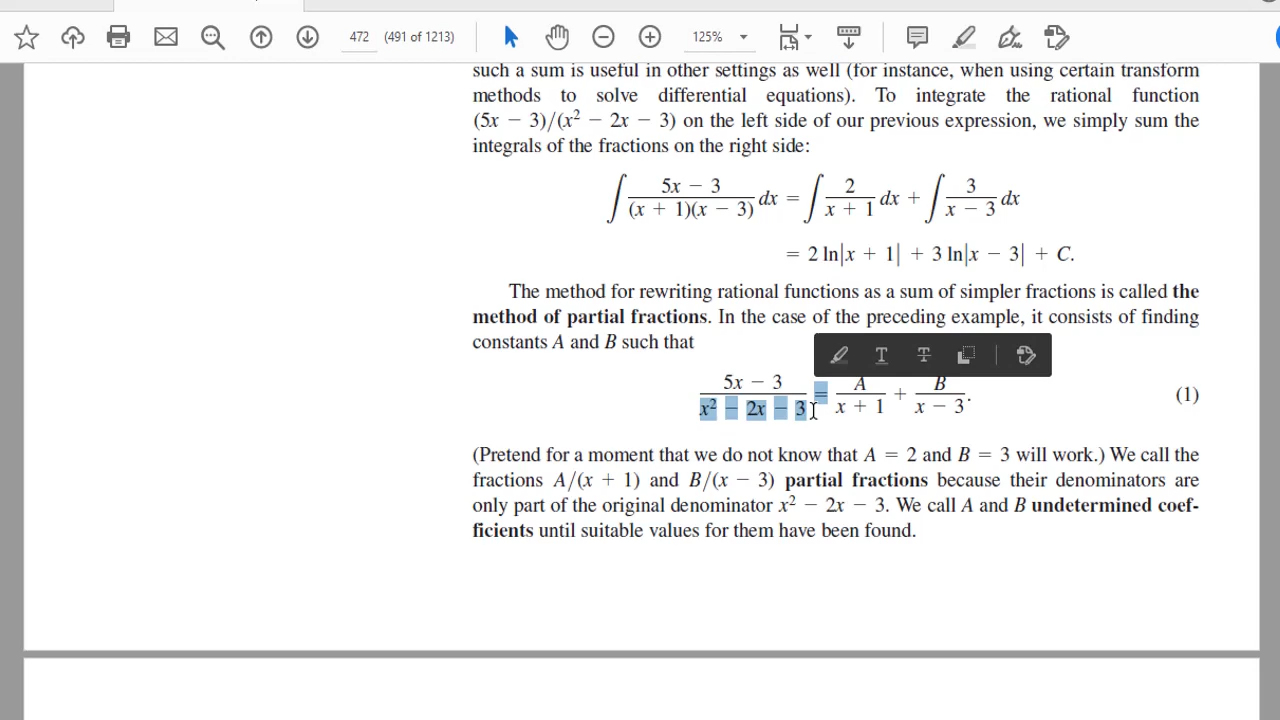 472 (491 of 1213) 125%
such a sum is useful in other settings as well (for instance, when using certain transform
methods to solve differential equations). To integrate the rational function
(5x − 3)/(x² − 2x − 3) on the left side of our previous expression, we simply sum the
integrals of the fractions on the right side:
∫ (5x − 3)/((x + 1)(x − 3)) dx = ∫ 2/(x + 1) dx + ∫ 3/(x − 3) dx
= 2 ln|x + 1| + 3 ln|x − 3| + C.
The method for rewriting rational functions as a sum of simpler fractions is called the
method of partial fractions. In the case of the preceding example, it consists of finding
constants A and B such that
(5x − 3)/(x² − 2x − 3) = A/(x + 1) + B/(x − 3). (1)
(Pretend for a moment that we do not know that A = 2 and B = 3 will work.) We call the
fractions A/(x + 1) and B/(x − 3) partial fractions because their denominators are
only part of the original denominator x² − 2x − 3. We call A and B undetermined coef-
ficients until suitable values for them have been found.